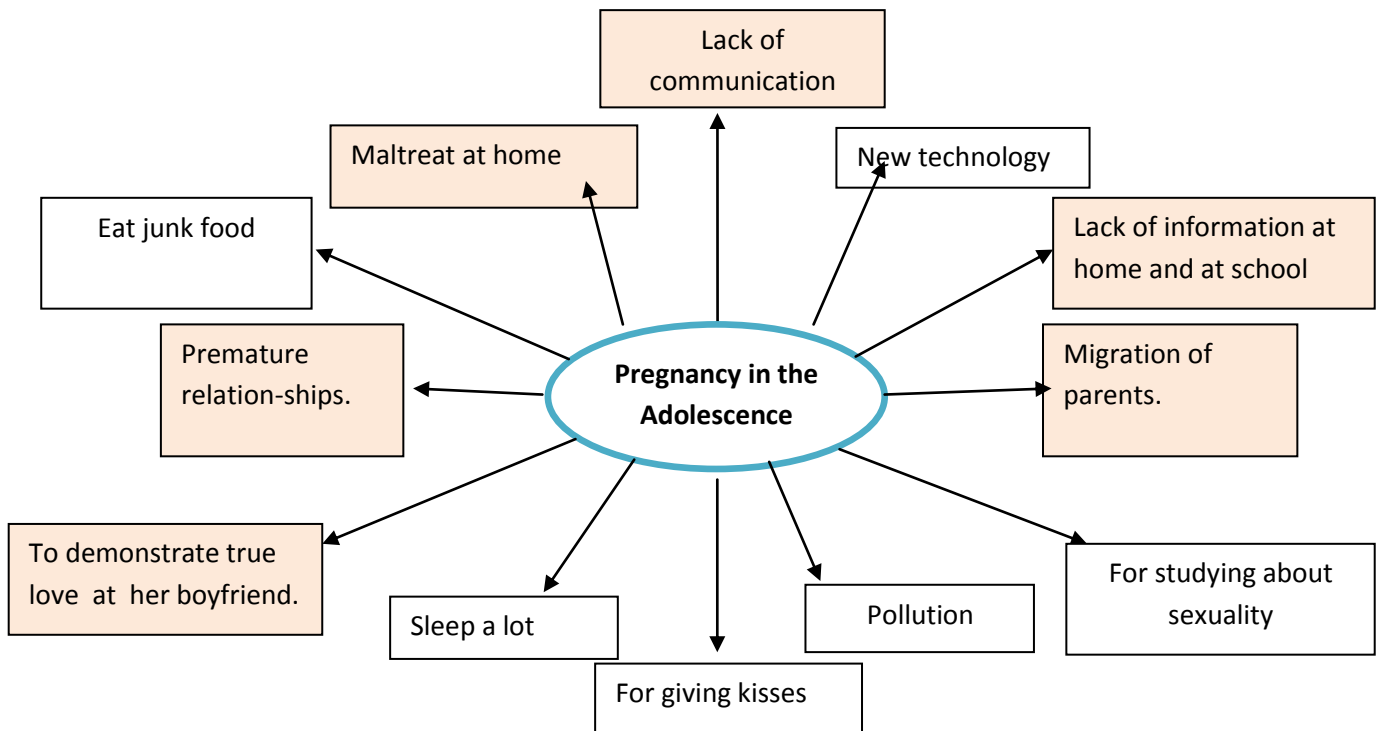 Lack of
communication
Maltreat at home
New technology
Eat junk food
Lack of information at
home and at school
Premature
relation-ships.
Pregnancy in the
Adolescence
Migration of
parents.
To demonstrate true
love at her boyfriend.
Sleep a lot
For giving kisses
Pollution
For studying about
sexuality